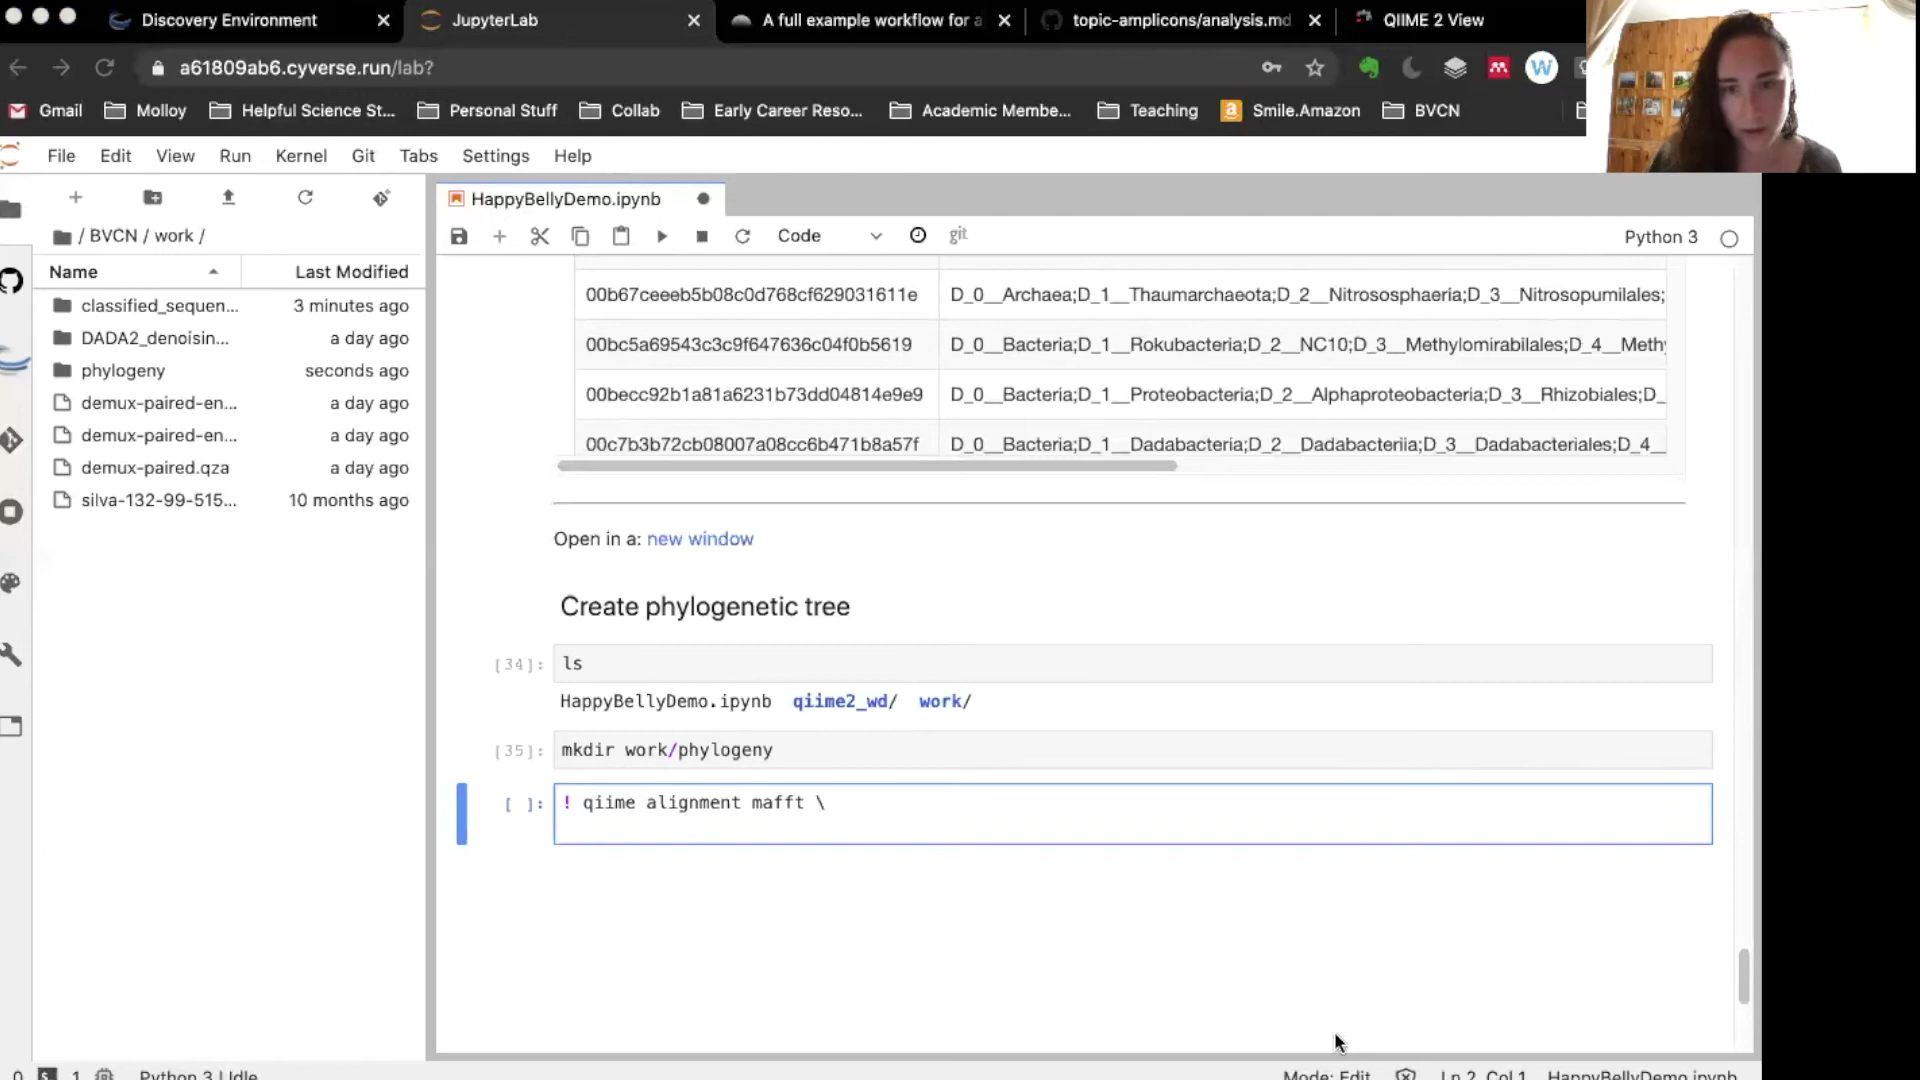 Discovery Environment
JupyterLab
A full example workflow for a
topic-amplicons/analysis.md
QIIME 2 View
a61809ab6.cyverse.run/lab?
W
Gmail
Molloy
Helpful Science St...
Personal Stuff
Collab
Early Career Reso...
Academic Membe...
Teaching
Smile.Amazon
BVCN
File
Edit
View
Run
Kernel
Git
Tabs
Settings
Help
HappyBellyDemo.ipynb
/ BVCN / work /
Code
git
Python 3
Name
Last Modified
classified_sequen...
3 minutes ago
DADA2_denoisin...
a day ago
phylogeny
seconds ago
demux-paired-en...
a day ago
demux-paired-en...
a day ago
demux-paired.qza
a day ago
silva-132-99-515...
10 months ago
00b67ceeeb5b08c0d768cf629031611e
D_0__Archaea;D_1__Thaumarchaeota;D_2__Nitrososphaeria;D_3__Nitrosopumilales;
00bc5a69543c3c9f647636c04f0b5619
D_0__Bacteria;D_1__Rokubacteria;D_2__NC10;D_3__Methylomirabilales;D_4__Methy
00becc92b1a81a6231b73dd04814e9e9
D_0__Bacteria;D_1__Proteobacteria;D_2__Alphaproteobacteria;D_3__Rhizobiales;D_
00c7b3b72cb08007a08cc6b471b8a57f
D_0__Bacteria;D_1__Dadabacteria;D_2__Dadabacteriia;D_3__Dadabacteriales;D_4__
Open in a: new window
Create phylogenetic tree
[34]:
ls
HappyBellyDemo.ipynb qiime2_wd/ work/
[35]:
mkdir work/phylogeny
[ ]:
! qiime alignment mafft \
0
1
Python 3 | Idle
Mode: Edit
Ln 2, Col 1
HappyBellyDemo.ipynb